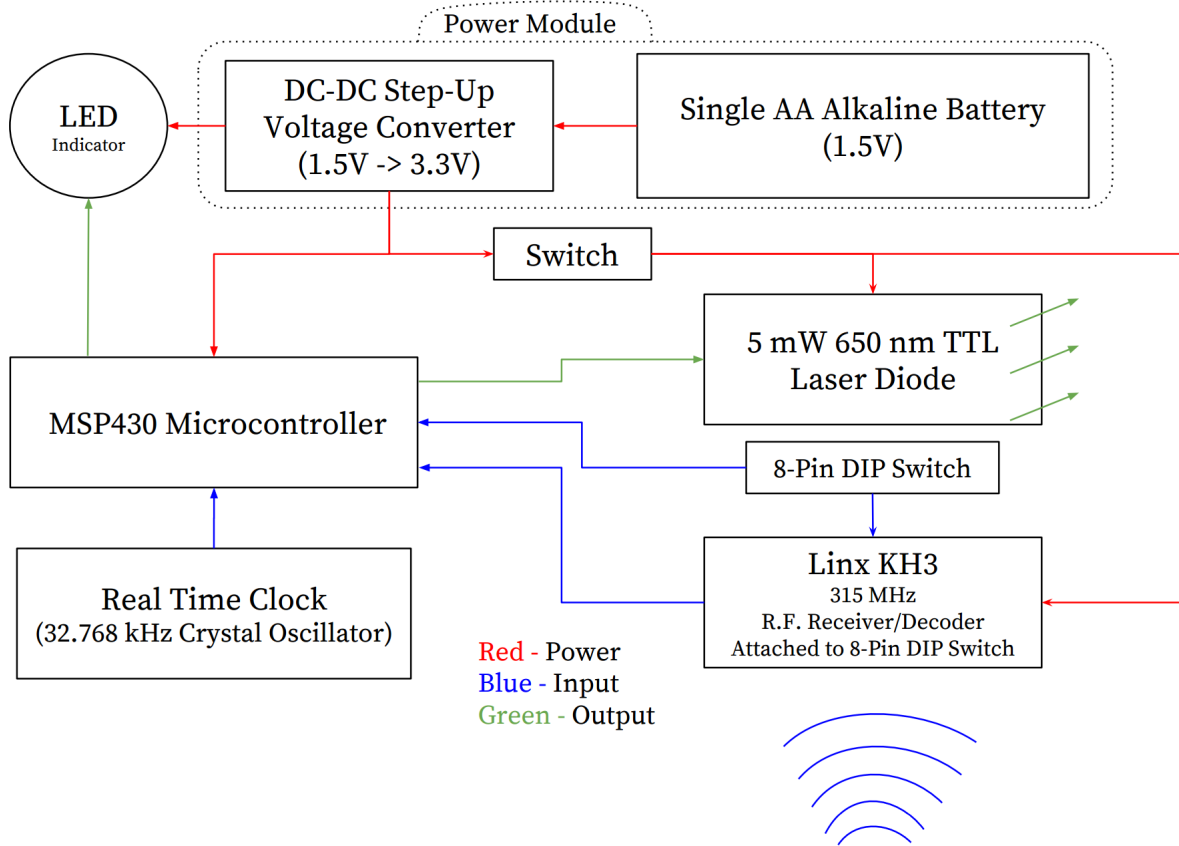 Power Module
LED
Indicator
DC-DC Step-Up
Voltage Converter
(1.5V -> 3.3V)
Single AA Alkaline Battery
(1.5V)
Switch
5 mW 650 nm TTL
Laser Diode
MSP430 Microcontroller
8-Pin DIP Switch
Real Time Clock
(32.768 kHz Crystal Oscillator)
Linx KH3
315 MHz
R.F. Receiver/Decoder
Attached to 8-Pin DIP Switch
Red - Power
Blue - Input
Green - Output